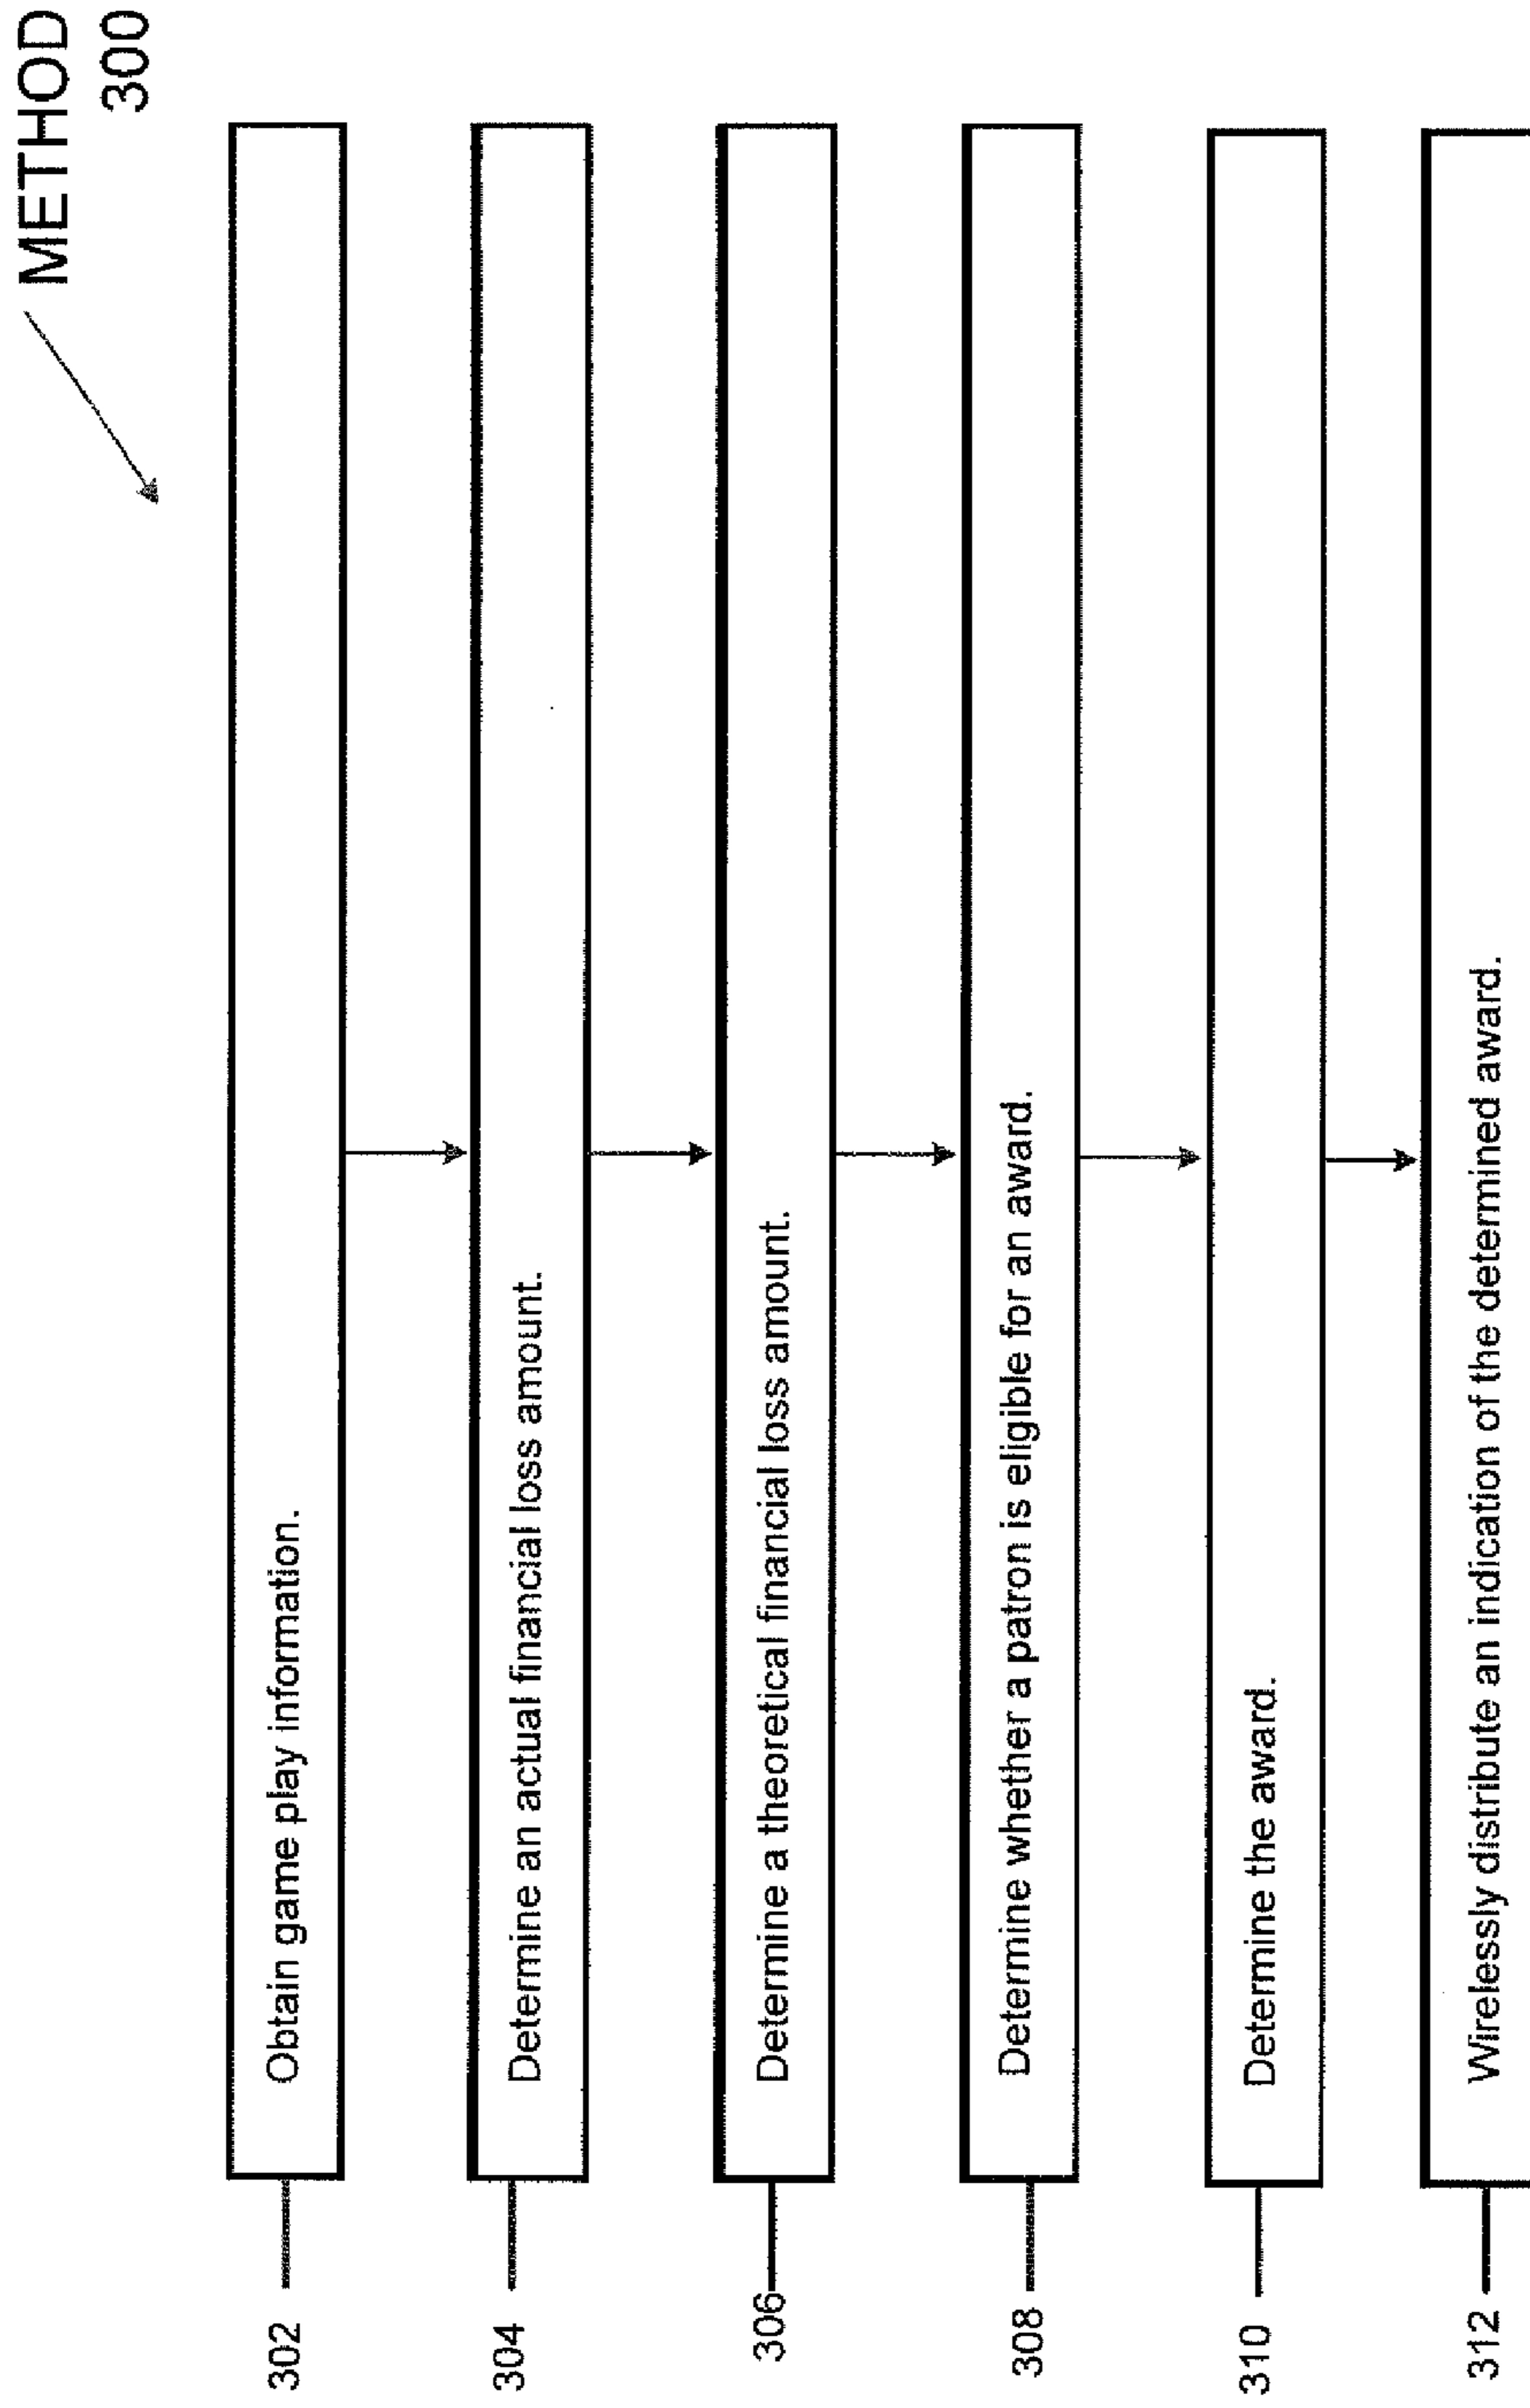 METHOD
300
302
Obtain game play information.
304
Determine an actual financial loss amount.
306
Determine a theoretical financial loss amount.
308
Determine whether a patron is eligible for an award.
310
Determine the award.
312
Wirelessly distribute an indication of the determined award.